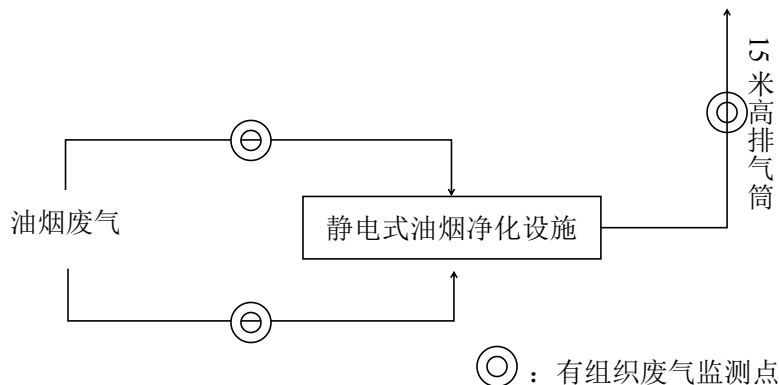 15米高排气筒
油烟废气
静电式油烟净化设施
：有组织废气监测点